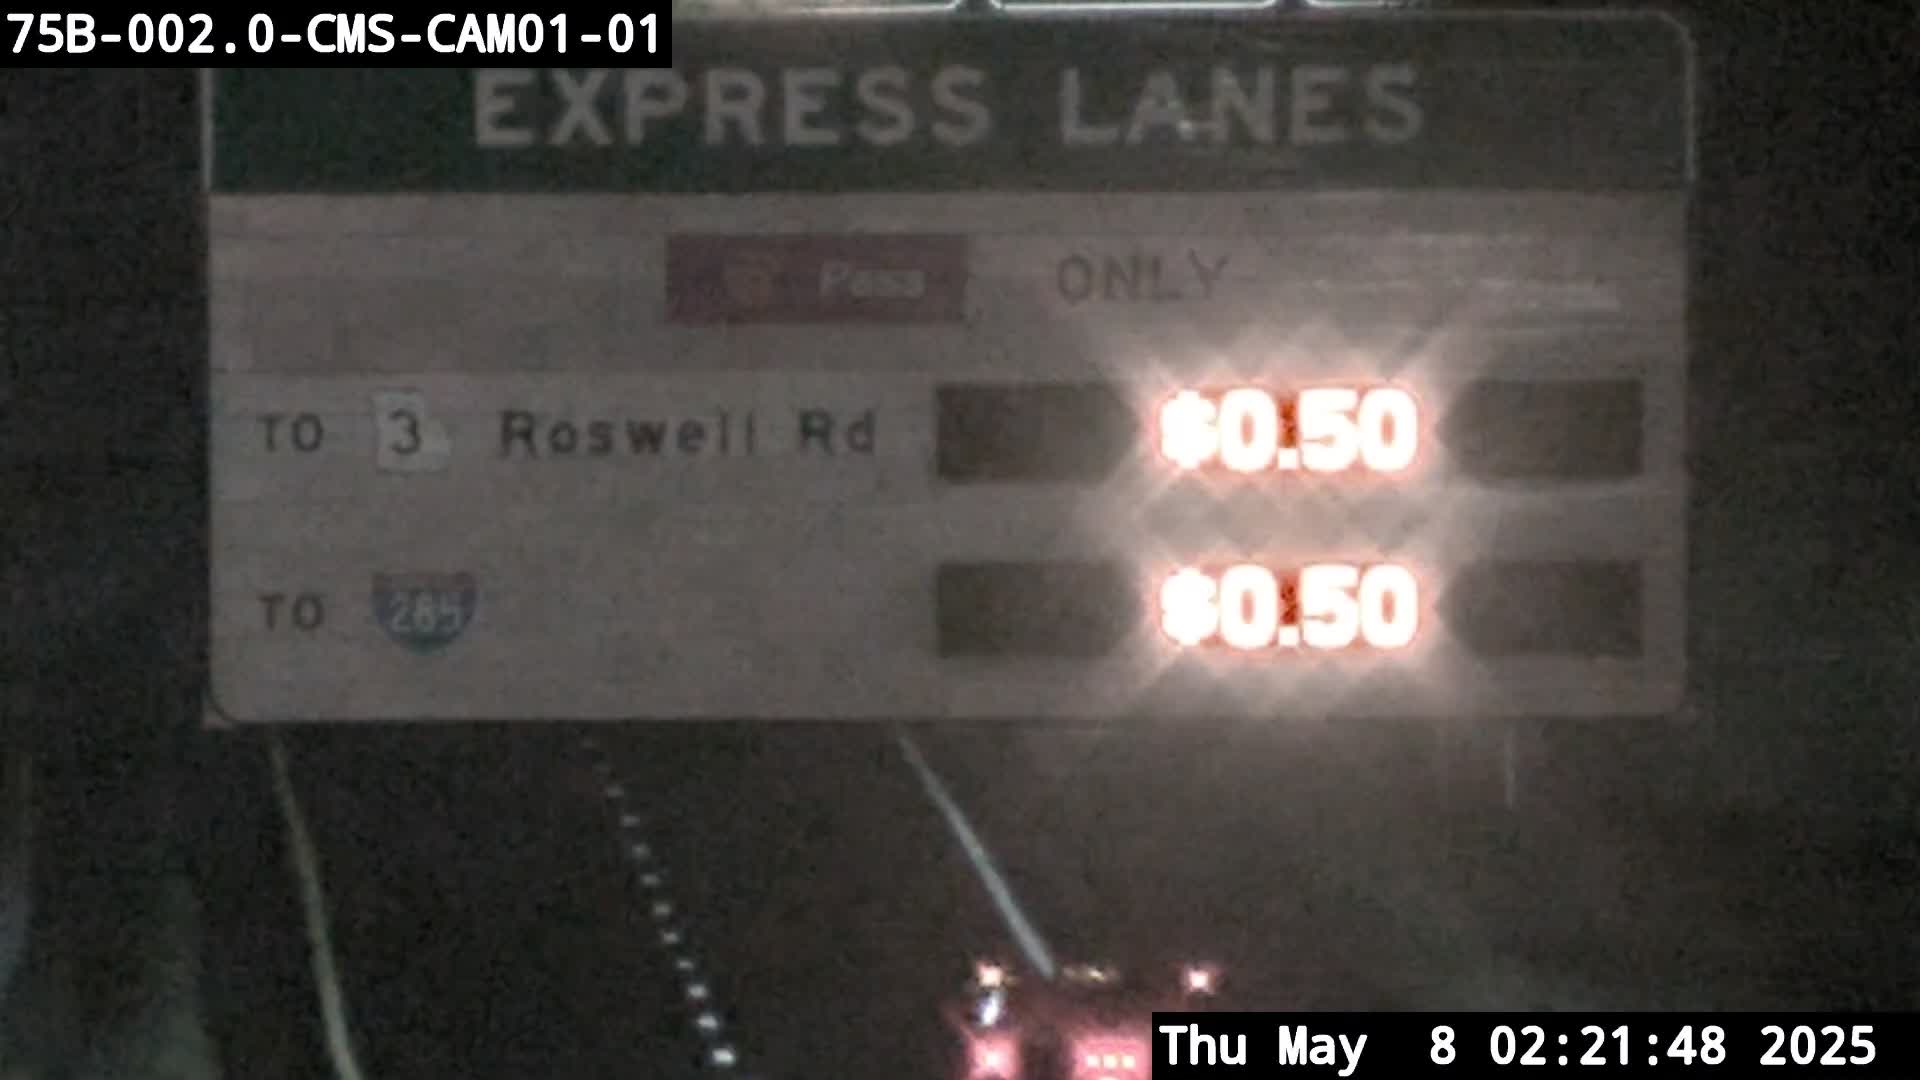 75B-002.0-CMS-CAM01-01
EXPRESS LANES
Pass ONLY
TO 3 Roswell Rd $0.50
TO 285 $0.50
Thu May 8 02:21:48 2025